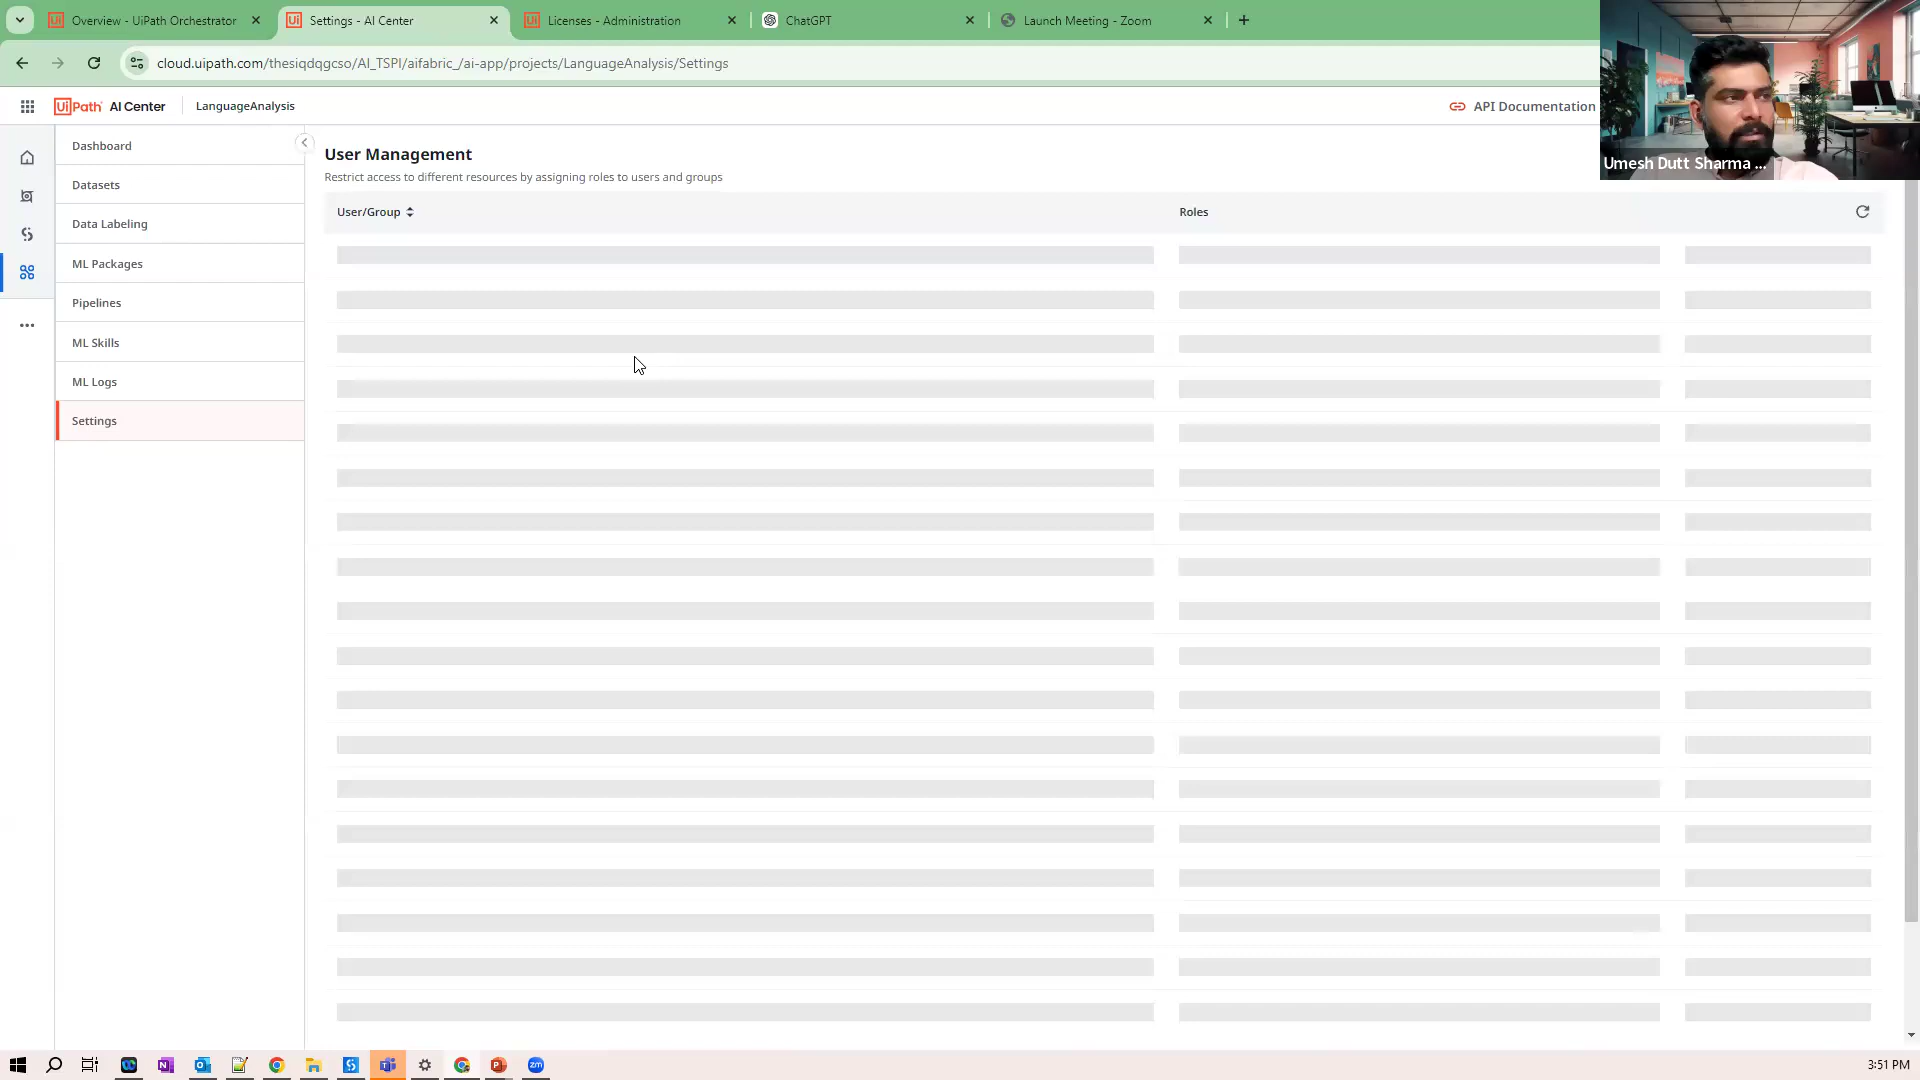 Overview - UiPath Orchestrator
Settings - AI Center
Licenses - Administration
ChatGPT
Launch Meeting - Zoom
cloud.uipath.com/thesiqdqgcso/AI_TSPI/aifabric_/ai-app/projects/LanguageAnalysis/Settings
UiPath AI Center
LanguageAnalysis
API Documentation
Umesh Dutt Sharma ...
Dashboard
Datasets
Data Labeling
ML Packages
Pipelines
ML Skills
ML Logs
Settings
User Management
Restrict access to different resources by assigning roles to users and groups
User/Group
Roles
3:51 PM